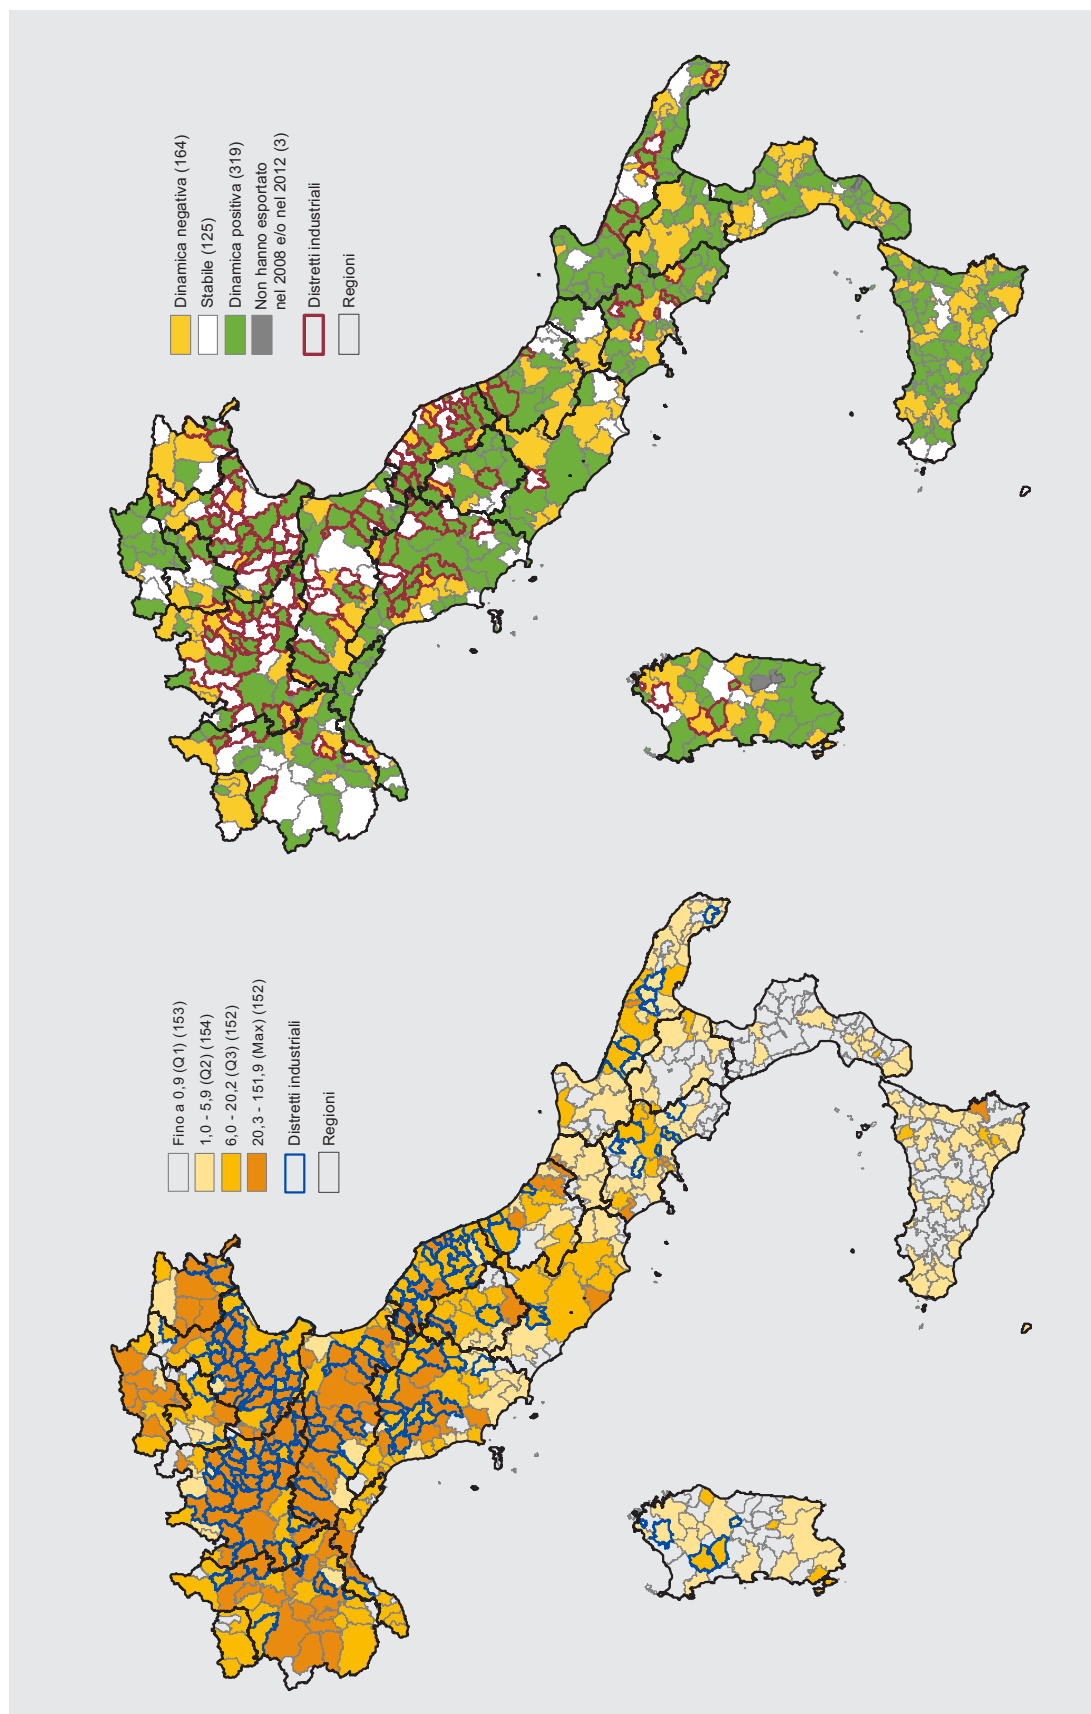 Fino a 0,9 (Q1) (153)
1,0 - 5,9 (Q2) (154)
6,0 - 20,2 (Q3) (152)
20,3 - 151,9 (Max) (152)
Distretti industriali
Regioni
Dinamica negativa (164)
Stabile (125)
Dinamica positiva (319)
Non hanno esportato
nel 2008 e/o nel 2012 (3)
Distretti industriali
Regioni